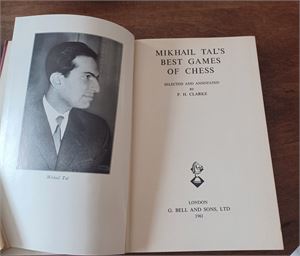 Mikhail Tal
MIKHAIL TAL'S
BEST GAMES
OF CHESS
SELECTED AND ANNOTATED
BY
P. H. CLARKE
LONDON
G. BELL AND SONS, LTD
1961